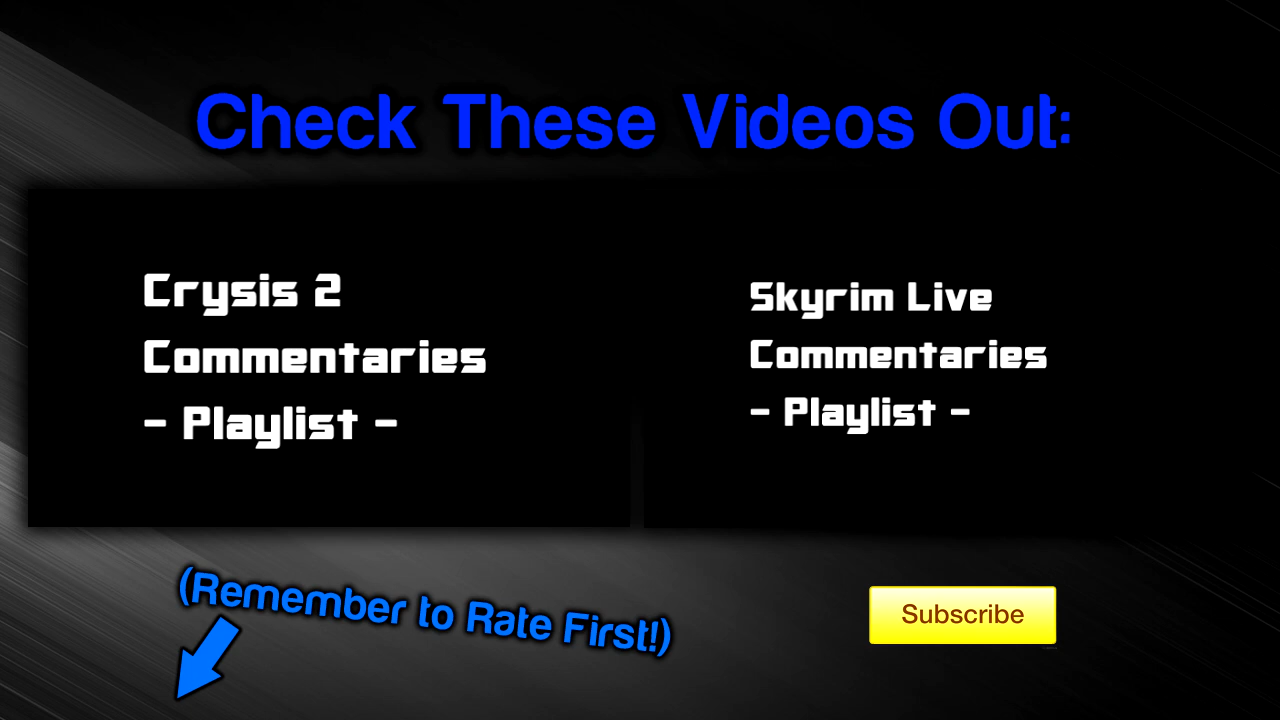 Check These Videos Out:
Crysis 2
Commentaries
- Playlist -
Skyrim Live
Commentaries
- Playlist -
(Remember to Rate First!)
Subscribe